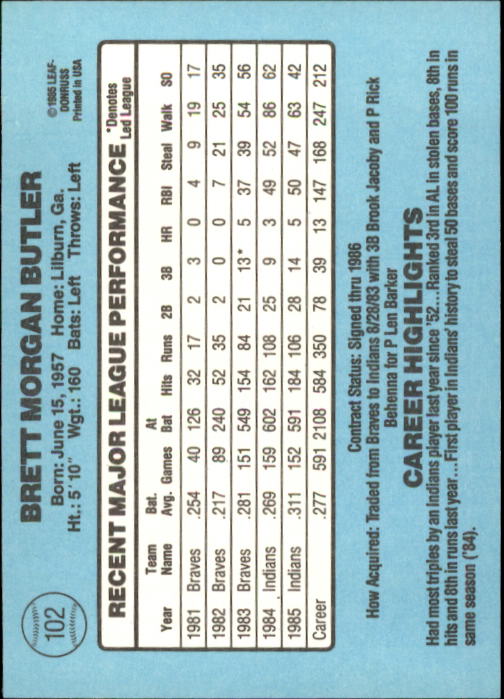 102
BRETT MORGAN BUTLER
Born: June 15, 1957 Home: Lilburn, Ga.
Ht.: 5'10" Wgt.: 160 Bats: Left Throws: Left
©1985 LEAF-
DONRUSS
Printed in USA
RECENT MAJOR LEAGUE PERFORMANCE
*Denotes
Led League
Team Bat. At
Year Name Avg. Games Bat Hits Runs 2B 3B HR RBI Steal Walk SO
1981 Braves .254 40 126 32 17 2 3 0 4 9 19 17
1982 Braves .217 89 240 52 35 2 0 0 7 21 25 35
1983 Braves .281 151 549 154 84 21 13* 5 37 39 54 56
1984 Indians .269 159 602 162 108 25 9 3 49 52 86 62
1985 Indians .311 152 591 184 106 28 14 5 50 47 63 42
Career .277 591 2108 584 350 78 39 13 147 168 247 212
Contract Status: Signed thru 1986
How Acquired: Traded from Braves to Indians 8/28/83 with 3B Brook Jacoby and P Rick
Behenna for P Len Barker
CAREER HIGHLIGHTS
Had most triples by an Indians player last year since '52....Ranked 3rd in AL in stolen bases, 8th in
hits and 8th in runs last year....First player in Indians' history to steal 50 bases and score 100 runs in
same season ('84).